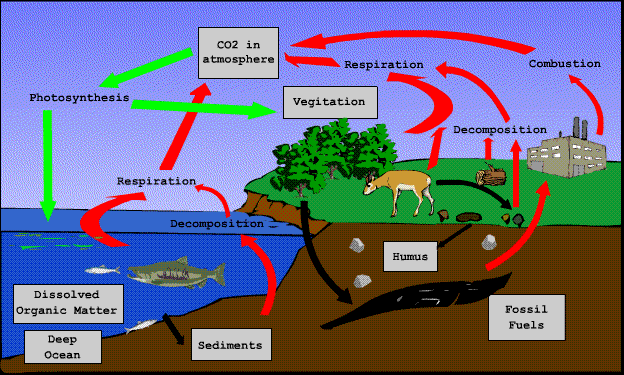 CO2 in
atmosphere
Respiration
Combustion
Photosynthesis
Vegitation
Decomposition
Respiration
Decomposition
Humus
Dissolved
Organic Matter
Fossil
Fuels
Deep
Ocean
Sediments